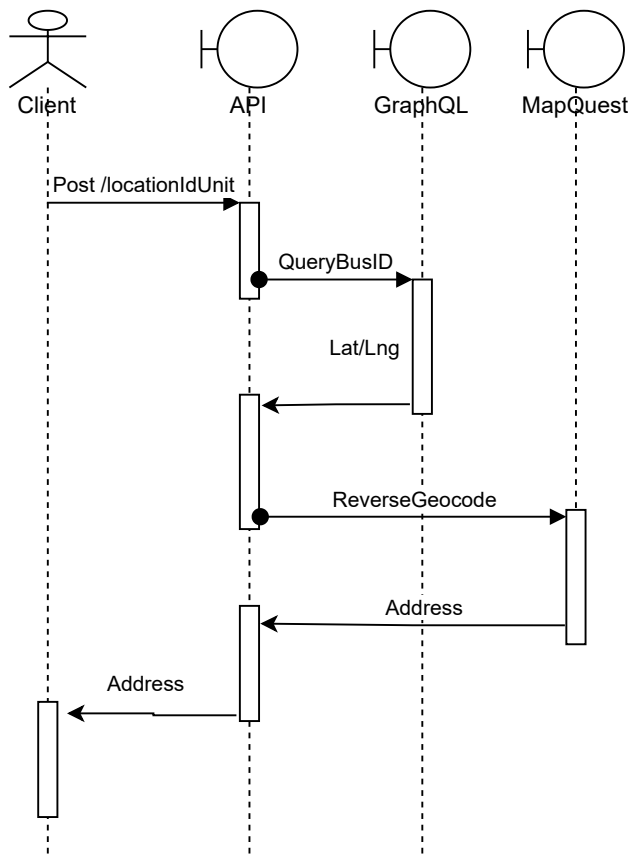 Client
API
GraphQL
MapQuest
Post /locationIdUnit
QueryBusID
Lat/Lng
ReverseGeocode
Address
Address